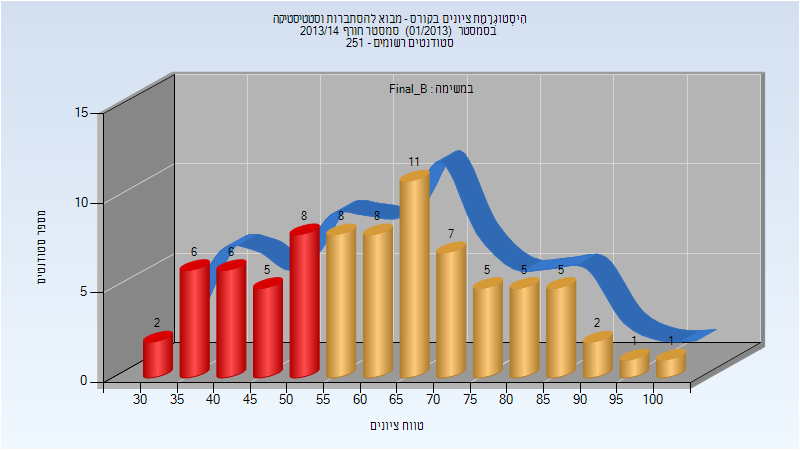 היסטוגרמת ציונים בקורס - מבוא להסתברות וסטטיסטיקה
בסמסטר (01/2013) סמסטר חורף 2013/14
סטודנטים רשומים - 251
במשימה : Final_B
15
10
5
0
מספר סטודנטים
2
6
6
5
8
8
8
11
7
5
5
5
2
1
1
30 35 40 45 50 55 60 65 70 75 80 85 90 95 100
טווח ציונים